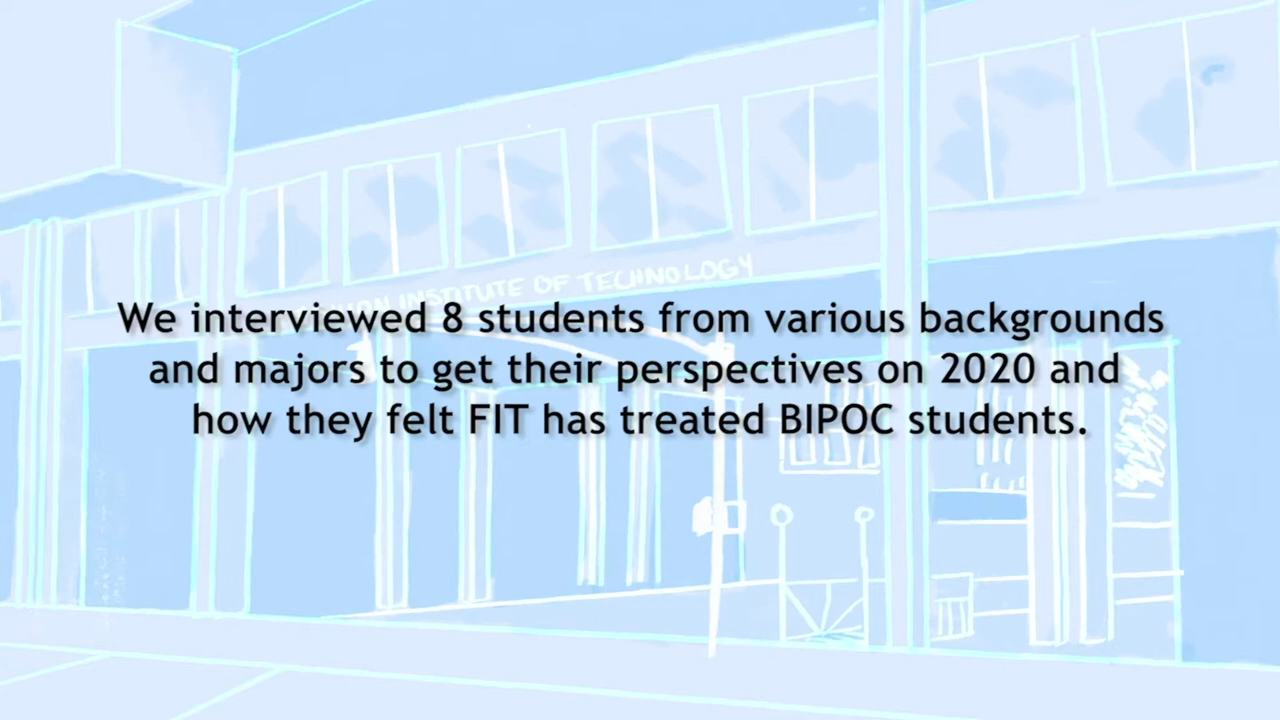 INSTITUTE OF TECHNOLOGY
We interviewed 8 students from various backgrounds
and majors to get their perspectives on 2020 and
how they felt FIT has treated BIPOC students.